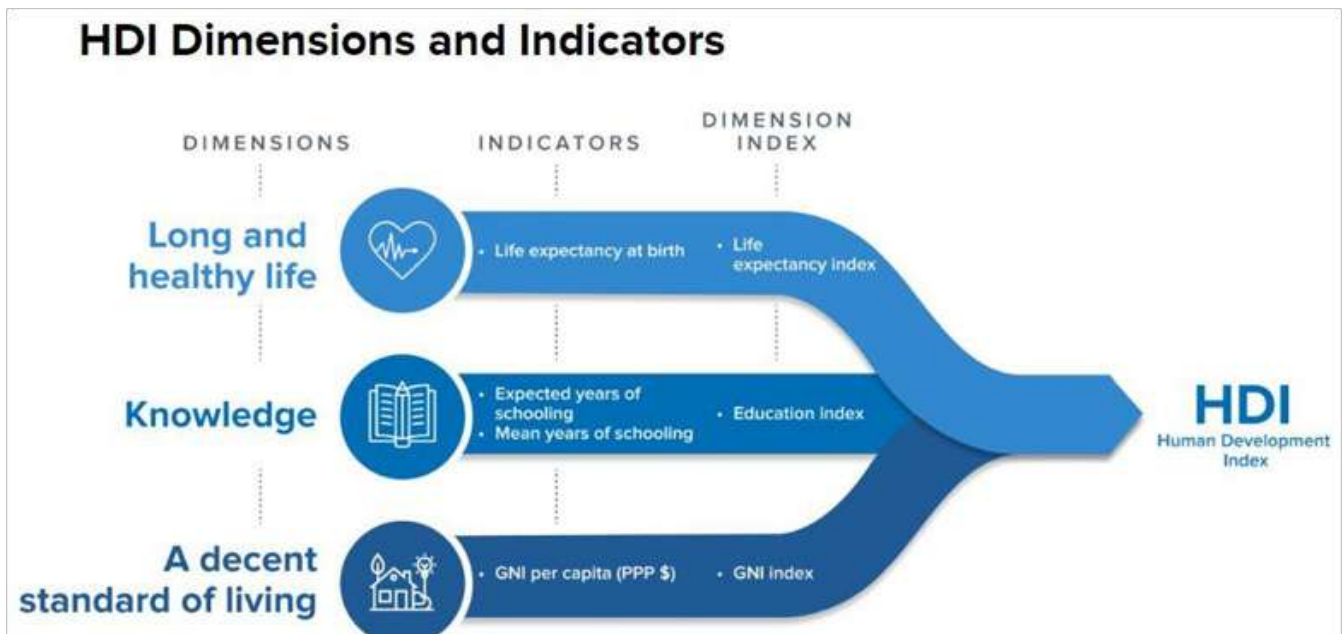 HDI Dimensions and Indicators
DIMENSIONS
INDICATORS
DIMENSION
INDEX
Long and
healthy life
• Life expectancy at birth
• Life
expectancy index
Knowledge
• Expected years of
schooling
• Mean years of schooling
• Education index
A decent
standard of living
• GNI per capita (PPP $)
• GNI index
HDI
Human Development
Index